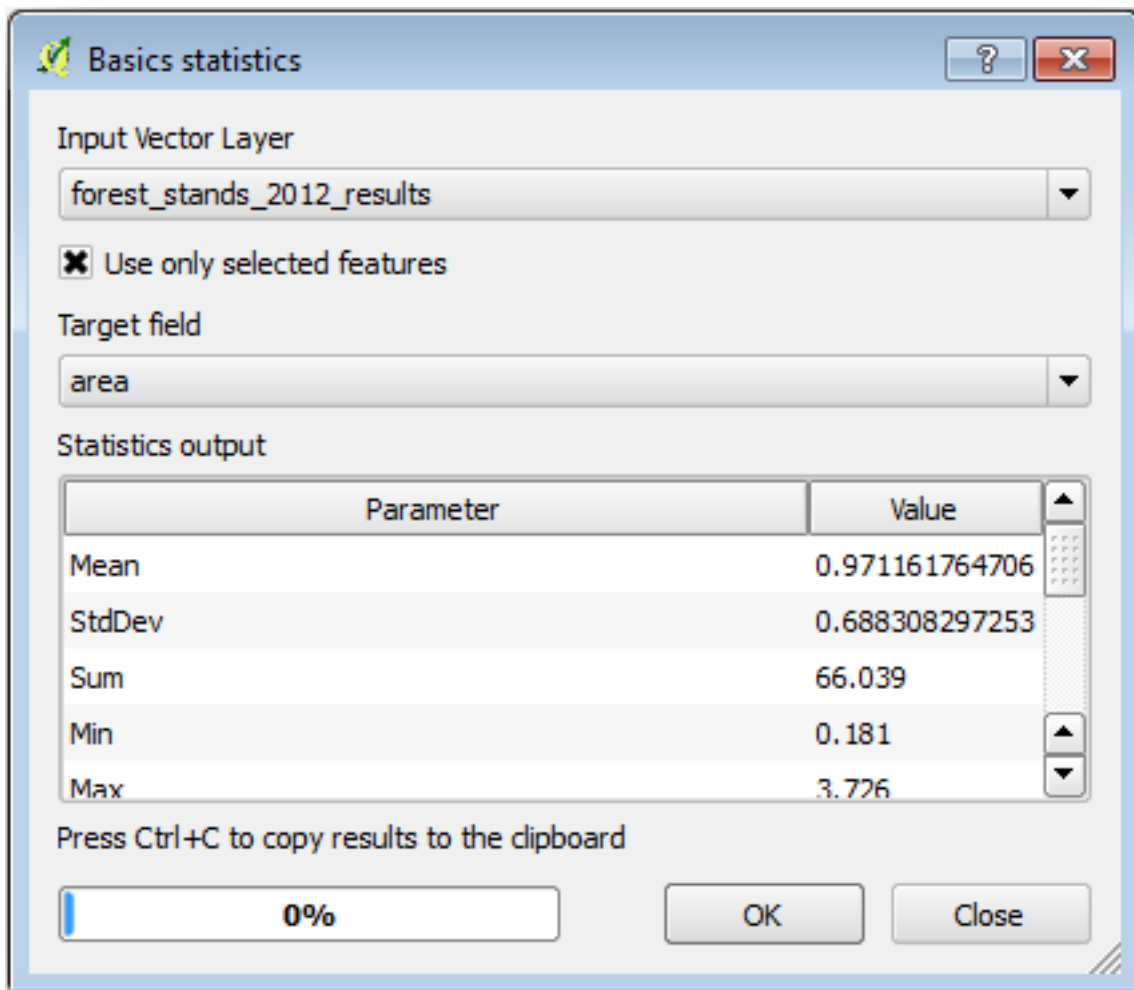 Basics statistics
Input Vector Layer
forest_stands_2012_results
Use only selected features
Target field
area
Statistics output
Parameter Value
Mean 0.971161764706
StdDev 0.688308297253
Sum 66.039
Min 0.181
Max 3.726
Press Ctrl+C to copy results to the clipboard
0% OK Close